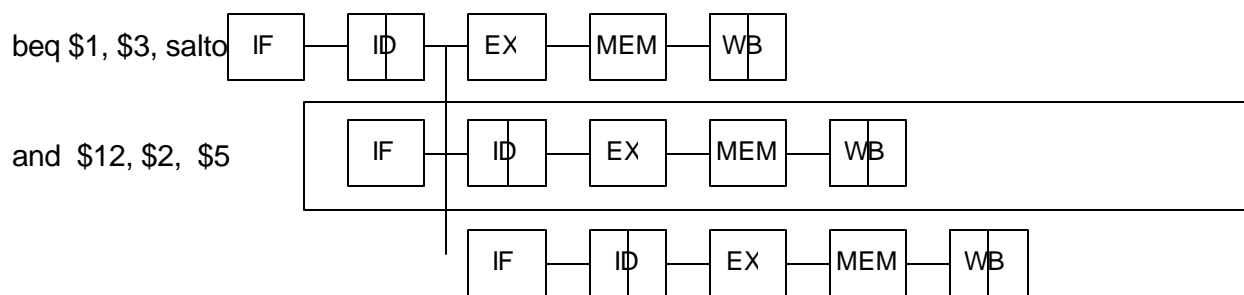 beq $1, $3, salto IF ID EX MEM WB
and $12, $2, $5 IF ID EX MEM WB
IF ID EX MEM WB